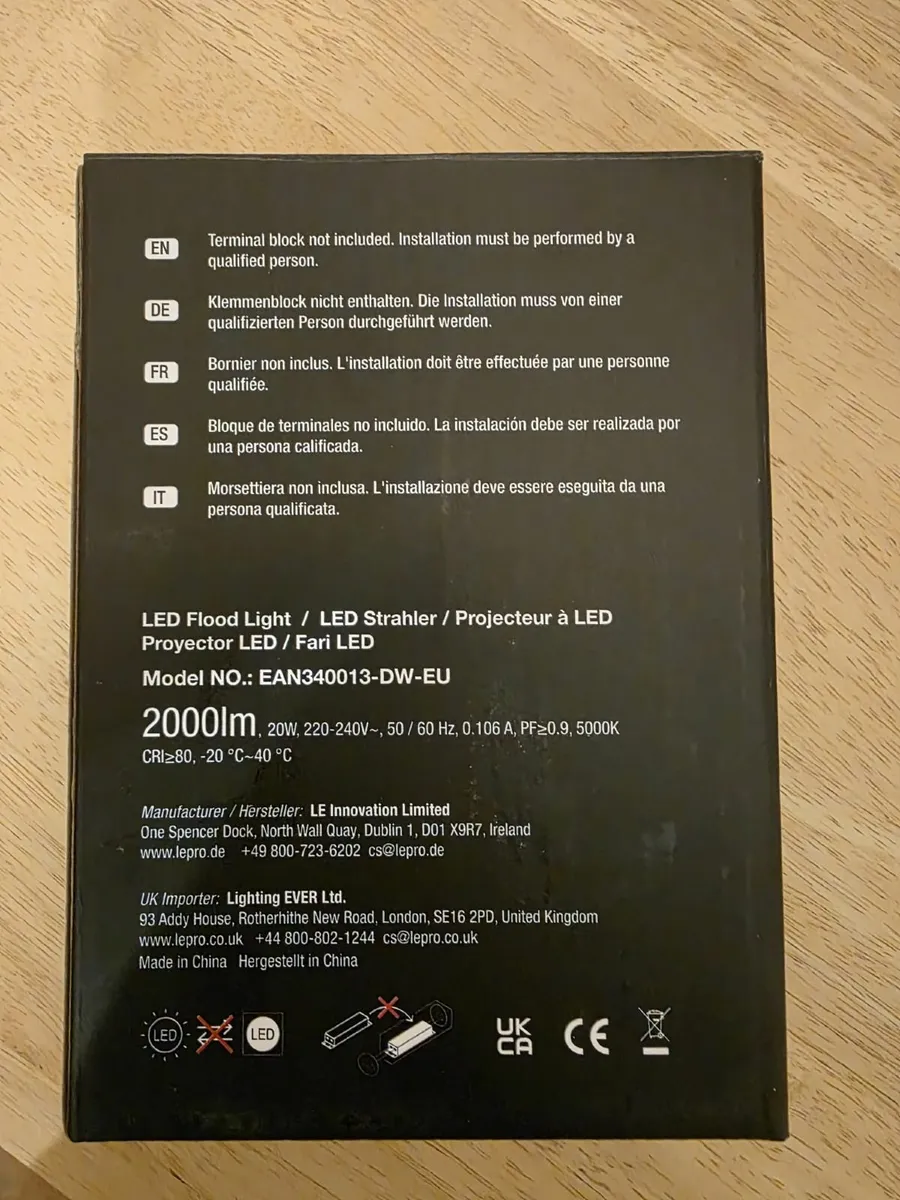 EN
Terminal block not included. Installation must be performed by a
qualified person.
DE
Klemmenblock nicht enthalten. Die Installation muss von einer
qualifizierten Person durchgeführt werden.
FR
Bornier non inclus. L'installation doit être effectuée par une personne
qualifiée.
ES
Bloque de terminales no incluido. La instalación debe ser realizada por
una persona calificada.
IT
Morsettiera non inclusa. L'installazione deve essere eseguita da una
persona qualificata.
LED Flood Light / LED Strahler / Projecteur à LED
Proyector LED / Fari LED
Model NO.: EAN340013-DW-EU
2000lm, 20W, 220-240V~, 50 / 60 Hz, 0.106 A, PF≥0.9, 5000K
CRI≥80, -20 °C~40 °C
Manufacturer / Hersteller: LE Innovation Limited
One Spencer Dock, North Wall Quay, Dublin 1, D01 X9R7, Ireland
www.lepro.de +49 800-723-6202 cs@lepro.de
UK Importer: Lighting EVER Ltd.
93 Addy House, Rotherhithe New Road, London, SE16 2PD, United Kingdom
www.lepro.co.uk +44 800-802-1244 cs@lepro.co.uk
Made in China Hergestellt in China
LED LED
UK
CA
CE